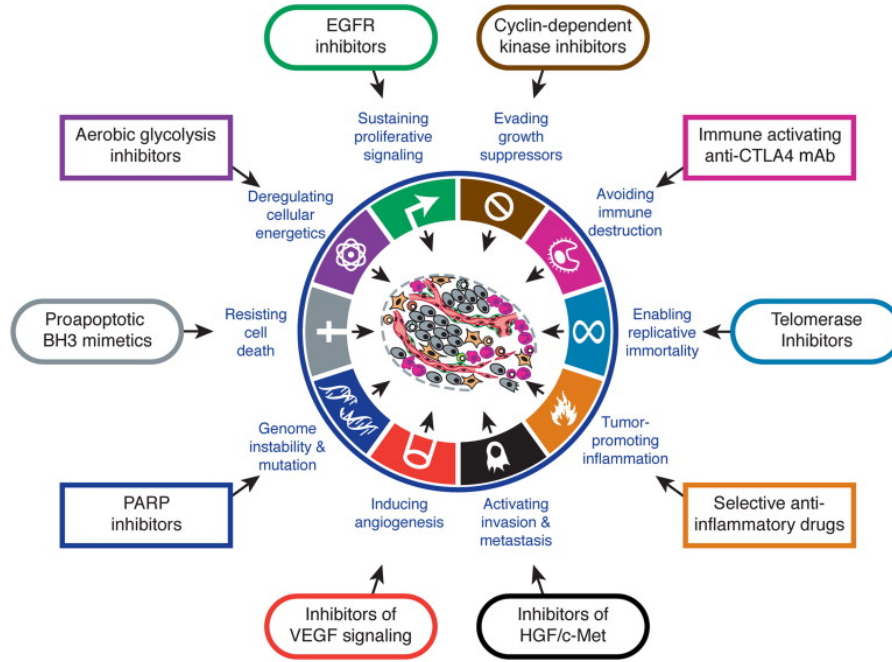 EGFR
inhibitors
Cyclin-dependent
kinase inhibitors
Sustaining
proliferative
signaling
Evading
growth
suppressors
Aerobic glycolysis
inhibitors
Immune activating
anti-CTLA4 mAb
Deregulating
cellular
energetics
Avoiding
immune
destruction
Proapoptotic
BH3 mimetics
Resisting
cell
death
Enabling
replicative
immortality
Telomerase
Inhibitors
Genome
instability &
mutation
Tumor-
promoting
inflammation
PARP
inhibitors
Inducing
angiogenesis
Activating
invasion &
metastasis
Selective anti-
inflammatory drugs
Inhibitors of
VEGF signaling
Inhibitors of
HGF/c-Met